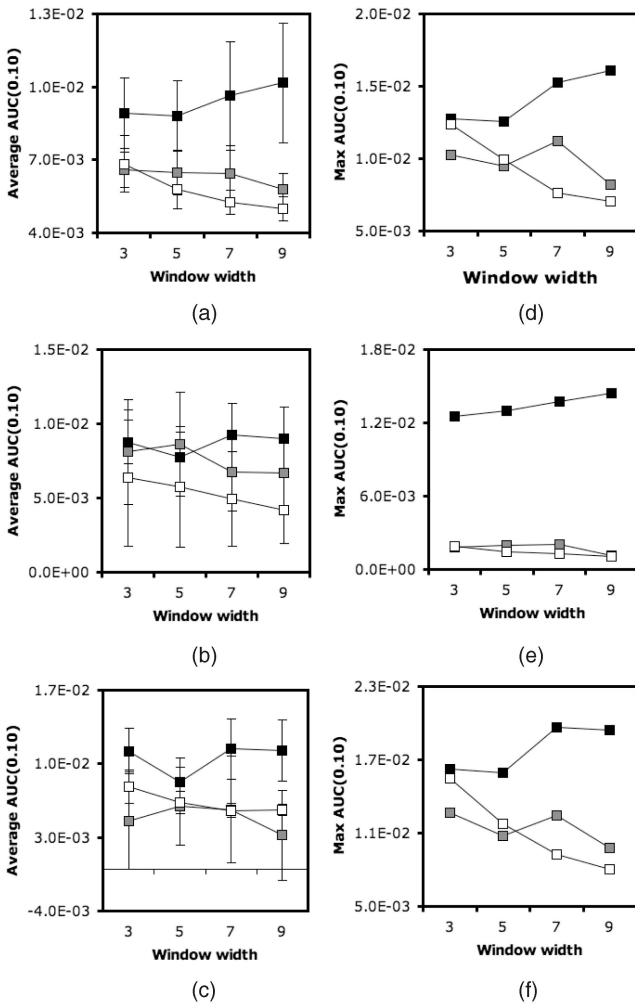 1.3E-02
1.0E-02
7.0E-03
4.0E-03
Average AUC(0.10)
3 5 7 9
Window width
(a)
2.0E-02
1.5E-02
1.0E-02
5.0E-03
Max AUC(0.10)
3 5 7 9
Window width
(d)
1.5E-02
1.0E-02
5.0E-03
0.0E+00
Average AUC(0.10)
3 5 7 9
Window width
(b)
1.8E-02
1.2E-02
6.0E-03
0.0E+00
Max AUC(0.10)
3 5 7 9
Window width
(e)
1.7E-02
1.0E-02
3.0E-03
-4.0E-03
Average AUC(0.10)
3 5 7 9
Window width
(c)
2.3E-02
1.7E-02
1.1E-02
5.0E-03
Max AUC(0.10)
3 5 7 9
Window width
(f)